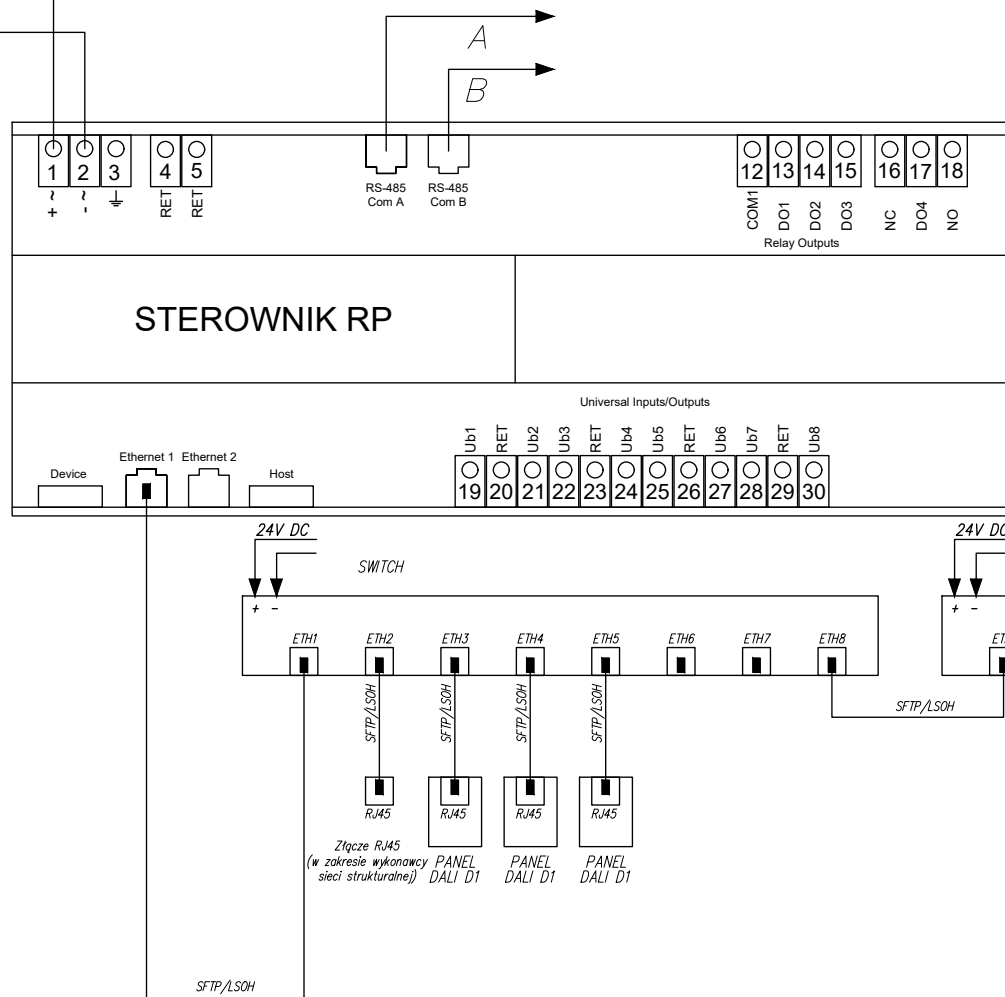 A
B
1 2 3 4 5
12 13 14 15 16 17 18
~ + ~ - RET RET
RS-485 Com A
RS-485 Com B
COM1 DO1 DO2 DO3 NC DO4 NO
Relay Outputs
STEROWNIK RP
Universal Inputs/Outputs
Ub1 RET Ub2 Ub3 RET Ub4 Ub5 RET Ub6 Ub7 RET Ub8
19 20 21 22 23 24 25 26 27 28 29 30
Device Ethernet 1 Ethernet 2 Host
24V DC
SWITCH
24V DC
+ -
+ -
ETH1 ETH2 ETH3 ETH4 ETH5 ETH6 ETH7 ETH8
SFTP/LSOH SFTP/LSOH SFTP/LSOH SFTP/LSOH
SFTP/LSOH
RJ45 RJ45 RJ45 RJ45
Złącze RJ45
(w zakresie wykonawcy
sieci strukturalnej)
PANEL
DALI D1
PANEL
DALI D1
PANEL
DALI D1
SFTP/LSOH